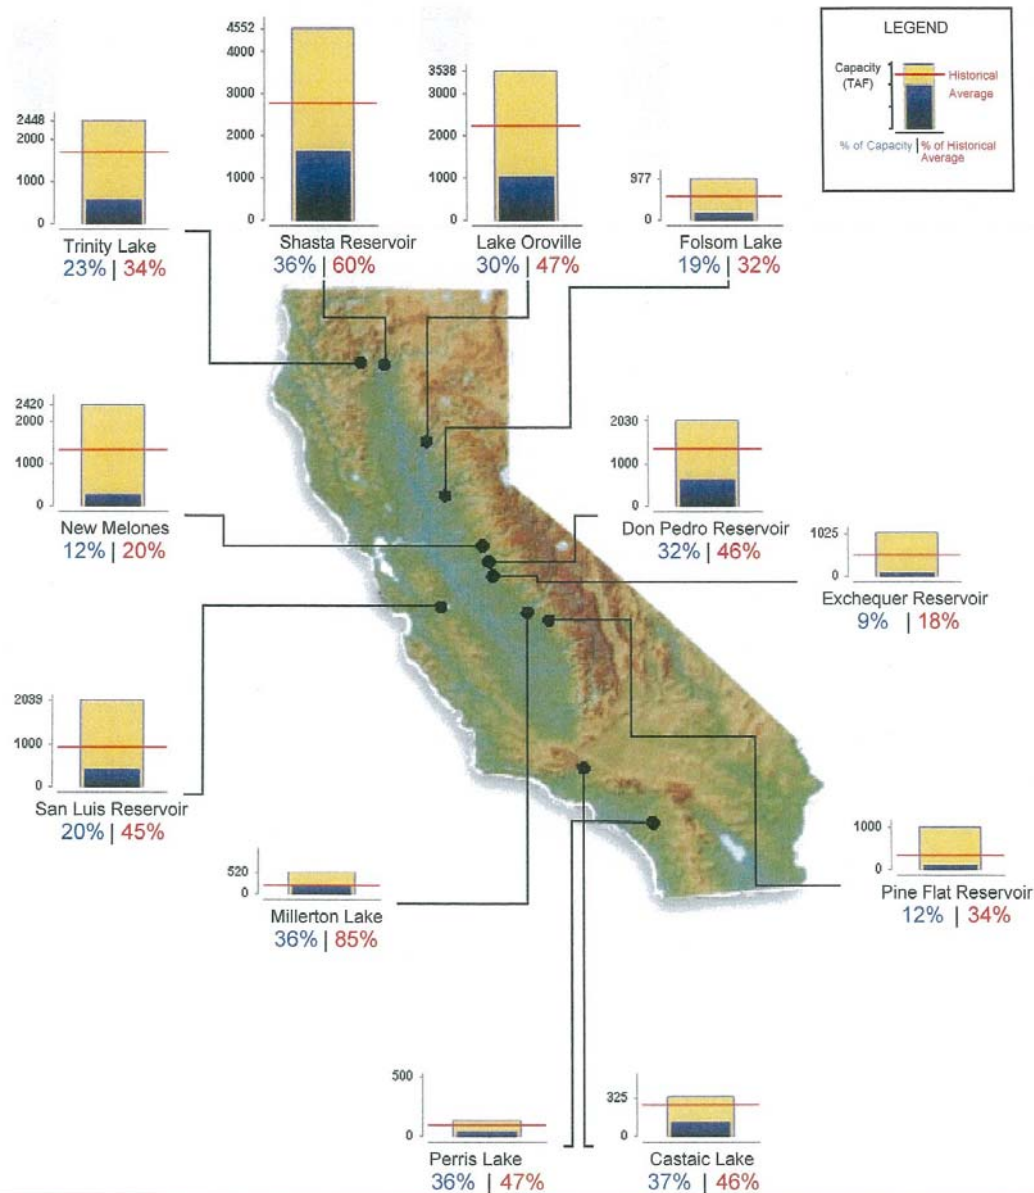 LEGEND
Capacity
(TAF)
Historical
Average
% of Capacity | % of Historical
Average
4552
4000
3000
2000
1000
0
Shasta Reservoir
36% | 60%
3538
3000
2000
1000
0
Lake Oroville
30% | 47%
2448
2000
1000
0
Trinity Lake
23% | 34%
977
0
Folsom Lake
19% | 32%
2420
2000
1000
0
New Melones
12% | 20%
2030
1000
0
Don Pedro Reservoir
32% | 46%
1025
0
Exchequer Reservoir
9% | 18%
2039
1000
0
San Luis Reservoir
20% | 45%
520
0
Millerton Lake
36% | 85%
1000
0
Pine Flat Reservoir
12% | 34%
500
0
Perris Lake
36% | 47%
325
0
Castaic Lake
37% | 46%